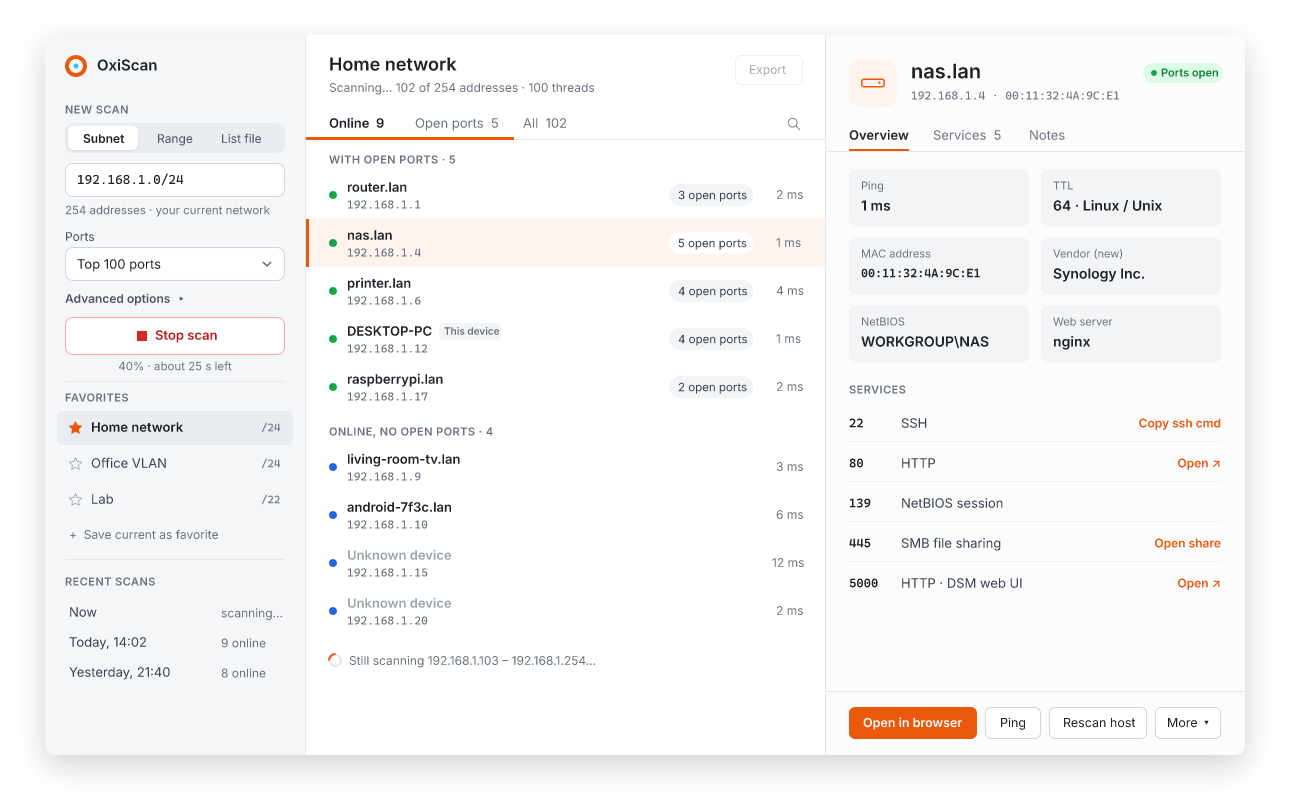 OxiScan
NEW SCAN
Subnet Range List file
192.168.1.0/24
254 addresses · your current network
Ports
Top 100 ports
Advanced options ▸
Stop scan
40% · about 25 s left
FAVORITES
Home network /24
Office VLAN /24
Lab /22
+ Save current as favorite
RECENT SCANS
Now scanning...
Today, 14:02 9 online
Yesterday, 21:40 8 online
Home network
Export
Scanning... 102 of 254 addresses · 100 threads
Online 9 Open ports 5 All 102
WITH OPEN PORTS · 5
router.lan
192.168.1.1
3 open ports 2 ms
nas.lan
192.168.1.4
5 open ports 1 ms
printer.lan
192.168.1.6
4 open ports 4 ms
DESKTOP-PC This device
192.168.1.12
4 open ports 1 ms
raspberrypi.lan
192.168.1.17
2 open ports 2 ms
ONLINE, NO OPEN PORTS · 4
living-room-tv.lan
192.168.1.9
3 ms
android-7f3c.lan
192.168.1.10
6 ms
Unknown device
192.168.1.15
12 ms
Unknown device
192.168.1.20
2 ms
Still scanning 192.168.1.103 – 192.168.1.254...
nas.lan
Ports open
192.168.1.4 · 00:11:32:4A:9C:E1
Overview Services 5 Notes
Ping
1 ms
TTL
64 · Linux / Unix
MAC address
00:11:32:4A:9C:E1
Vendor (new)
Synology Inc.
NetBIOS
WORKGROUP\NAS
Web server
nginx
SERVICES
22 SSH Copy ssh cmd
80 HTTP Open ↗
139 NetBIOS session
445 SMB file sharing Open share
5000 HTTP · DSM web UI Open ↗
Open in browser Ping Rescan host More ▾